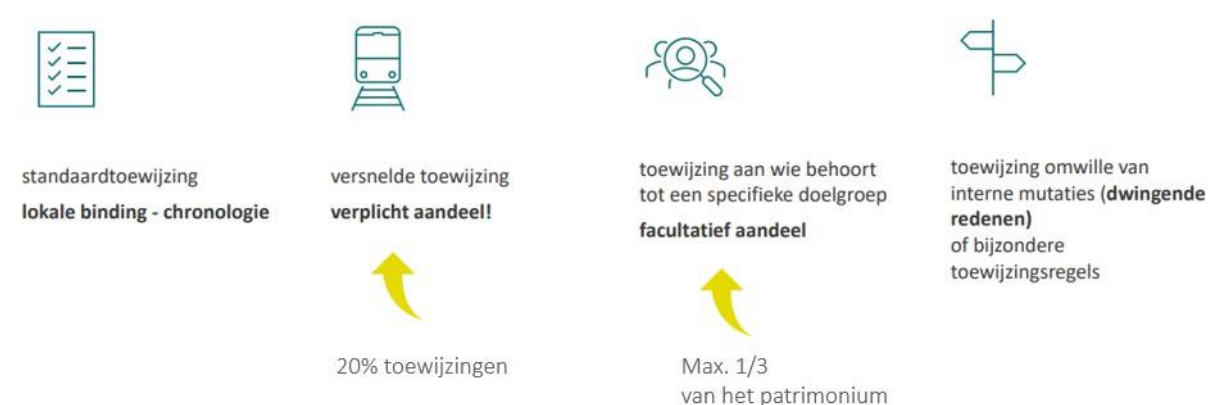 standaardtoewijzing
lokale binding - chronologie
versnelde toewijzing
verplicht aandeel!
20% toewijzingen
toewijzing aan wie behoort
tot een specifieke doelgroep
facultatief aandeel
Max. 1/3
van het patrimonium
toewijzing omwille van
interne mutaties (dwingende
redenen)
of bijzondere
toewijzingsregels